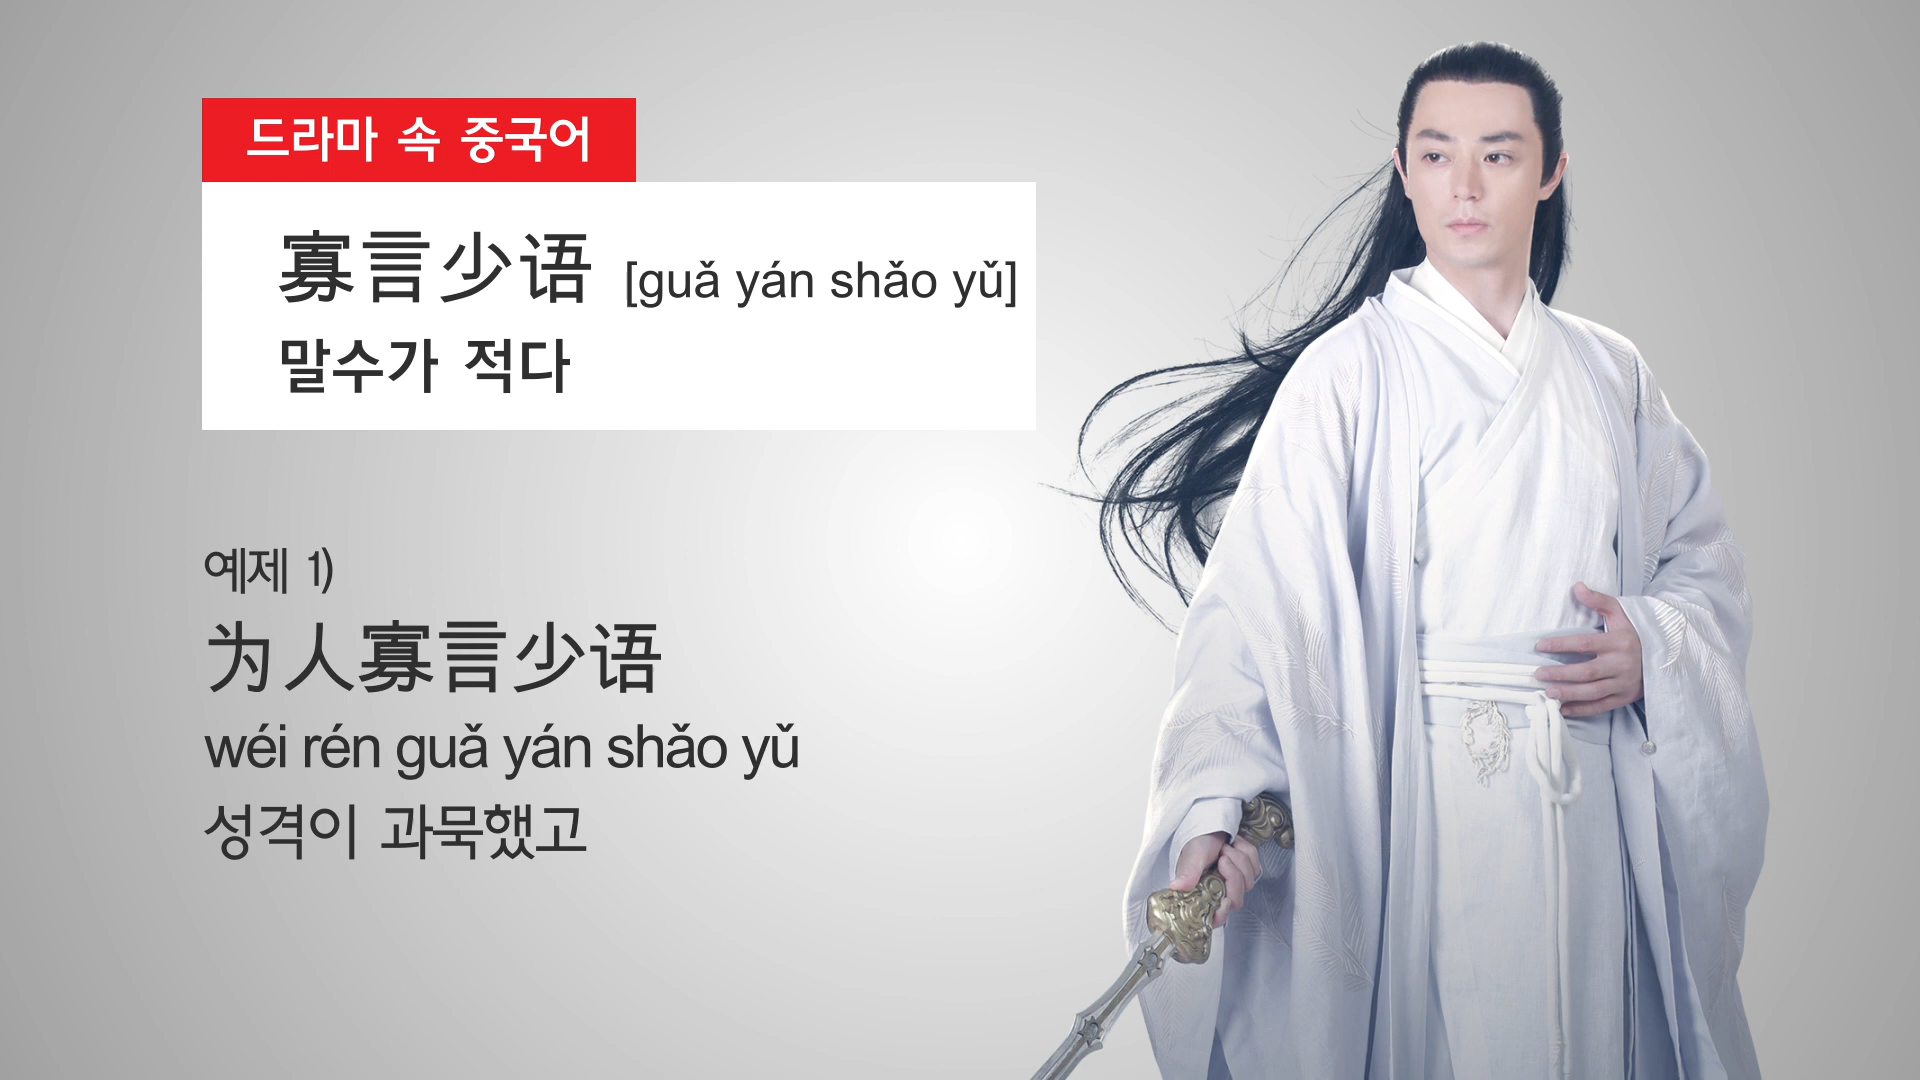 드라마 속 중국어
寡言少语 [guǎ yán shǎo yǔ]
말수가 적다
예제 1)
为人寡言少语
wéi rén guǎ yán shǎo yǔ
성격이 과묵했고